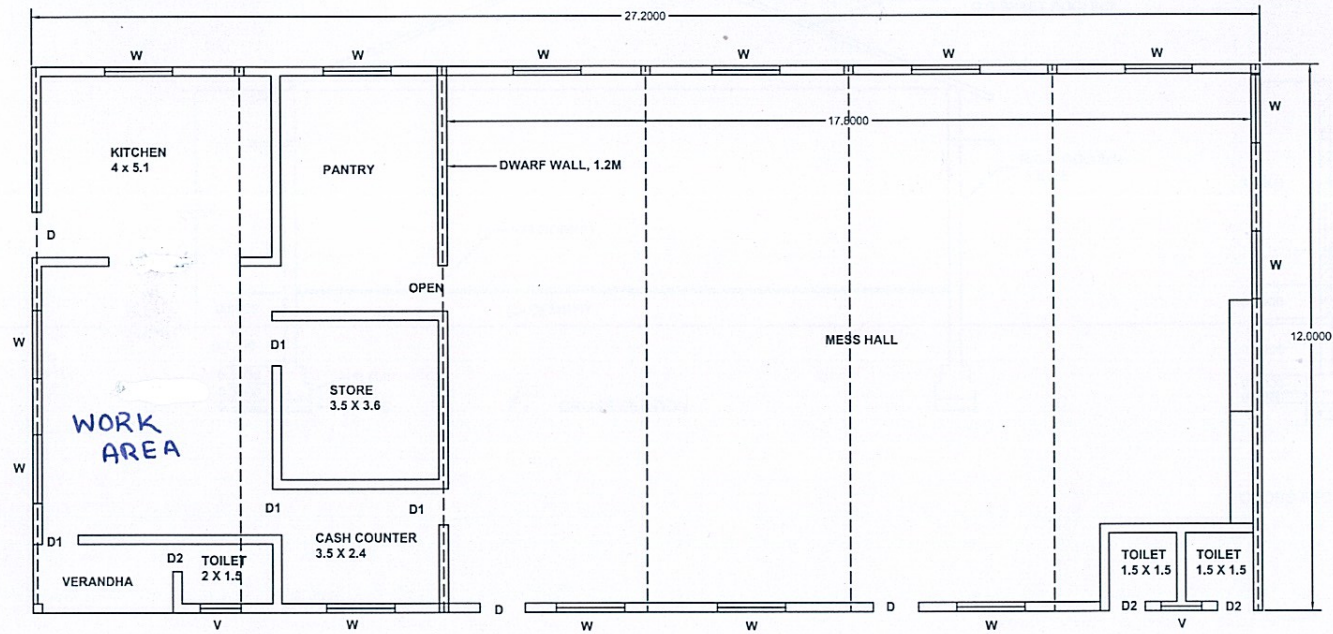 27.2000
W
W
W
W
W
W
W
17.8000
KITCHEN
4 x 5.1
PANTRY
DWARF WALL, 1.2M
D
W
OPEN
12.0000
W
D1
MESS HALL
STORE
3.5 X 3.6
WORK
AREA
W
D1
D1
D1
CASH COUNTER
3.5 X 2.4
D2
TOILET
2 X 1.5
VERANDHA
TOILET
1.5 X 1.5
TOILET
1.5 X 1.5
D
D
D2
D2
V
W
W
W
W
V